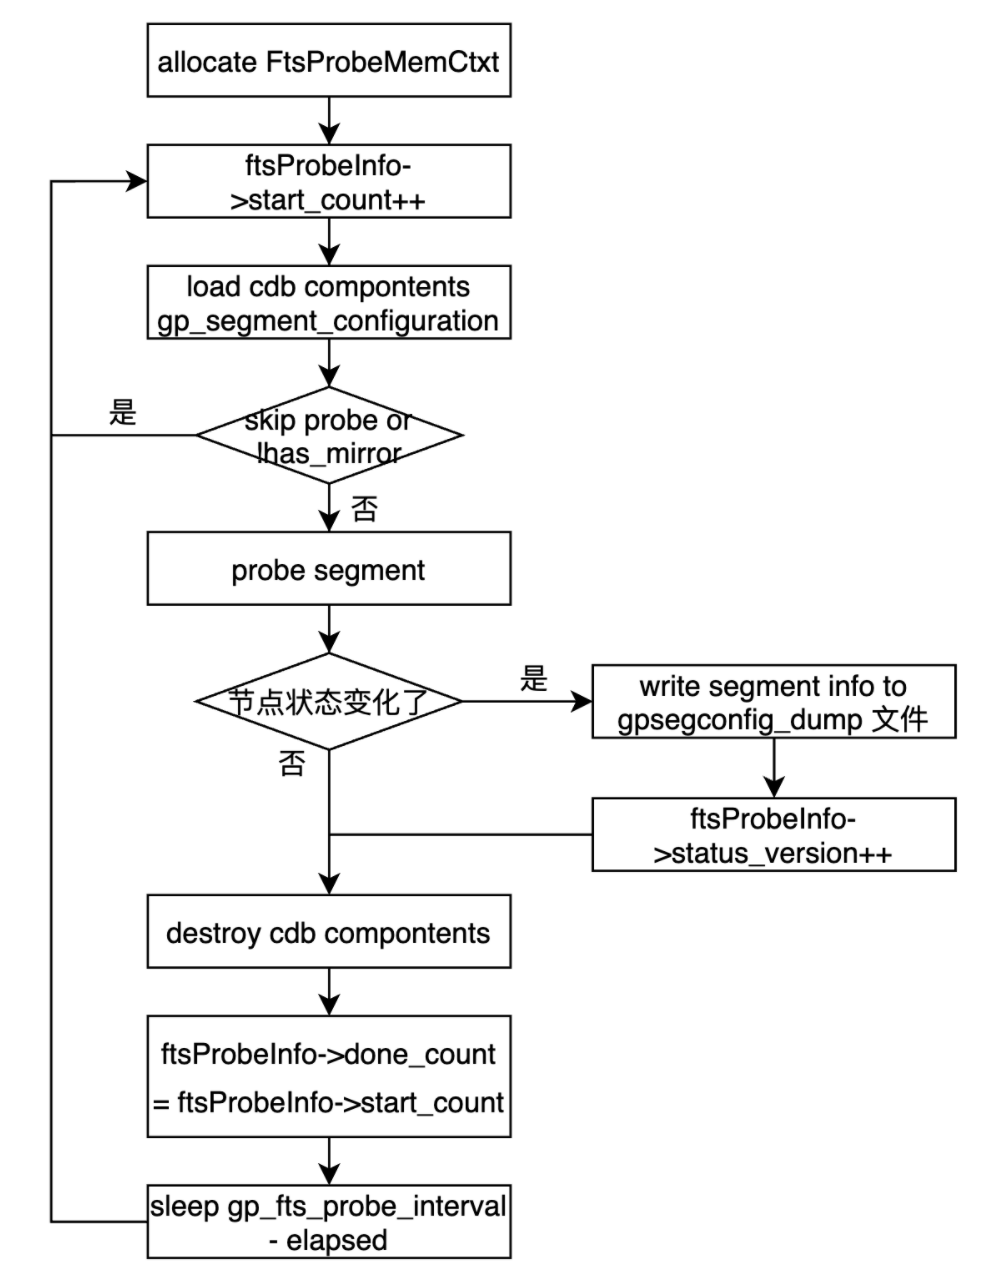 allocate FtsProbeMemCtxt
ftsProbeInfo-
>start_count++
load cdb compontents
gp_segment_configuration
skip probe or
!has_mirror
是
否
probe segment
节点状态变化了
是
write segment info to
gpsegconfig_dump 文件
否
ftsProbeInfo-
>status_version++
destroy cdb compontents
ftsProbeInfo->done_count
= ftsProbeInfo->start_count
sleep gp_fts_probe_interval
- elapsed